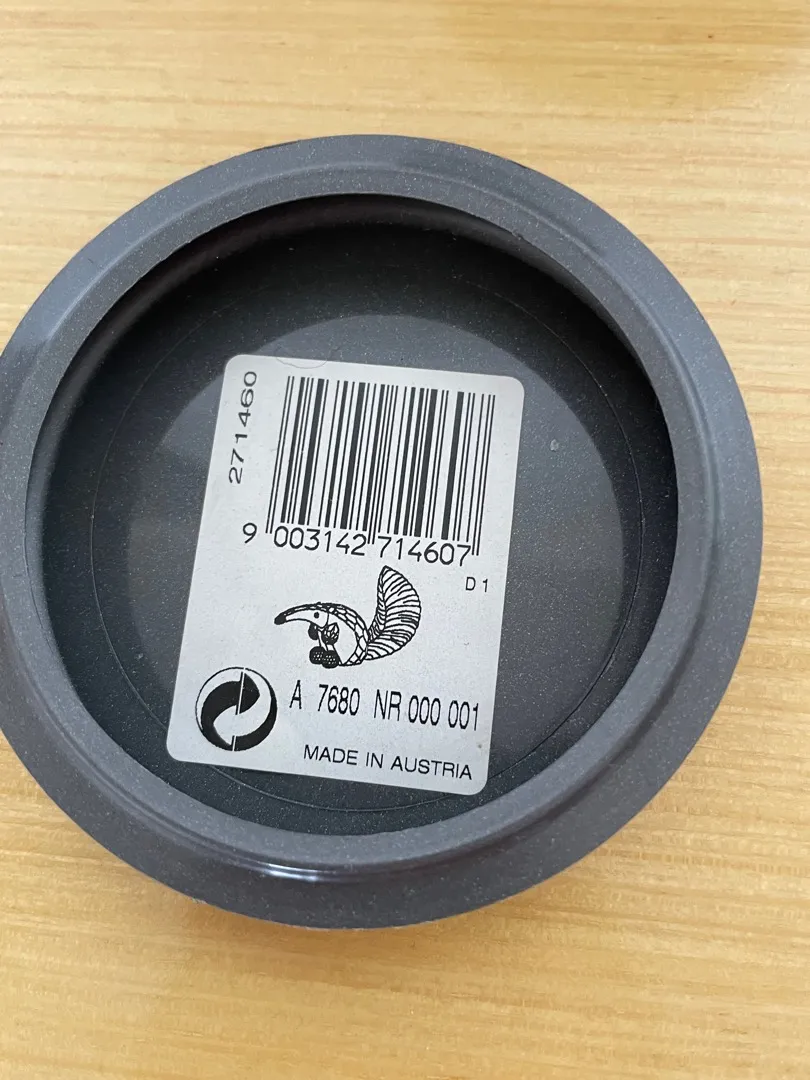 271460
9 003142 714607
D 1
A 7680 NR 000 001
MADE IN AUSTRIA